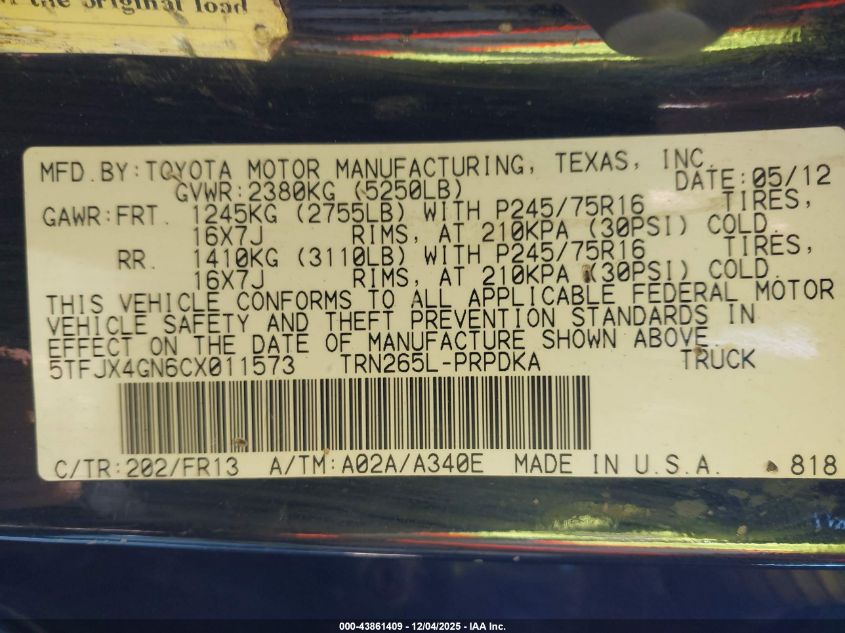 the original load
MFD. BY: TOYOTA MOTOR MANUFACTURING, TEXAS, INC.
GVWR: 2380KG (5250LB) DATE: 05/12
GAWR: FRT. 1245KG (2755LB) WITH P245/75R16 TIRES,
16X7J RIMS, AT 210KPA (30PSI) COLD.
RR. 1410KG (3110LB) WITH P245/75R16 TIRES,
16X7J RIMS, AT 210KPA (30PSI) COLD.
THIS VEHICLE CONFORMS TO ALL APPLICABLE FEDERAL MOTOR
VEHICLE SAFETY AND THEFT PREVENTION STANDARDS IN
EFFECT ON THE DATE OF MANUFACTURE SHOWN ABOVE.
5TFJX4GN6CX011573 TRN265L-PRPDKA TRUCK
C/TR: 202/FR13 A/TM: A02A/A340E MADE IN U.S.A. 818
000-43861409 - 12/04/2025 - IAA Inc.